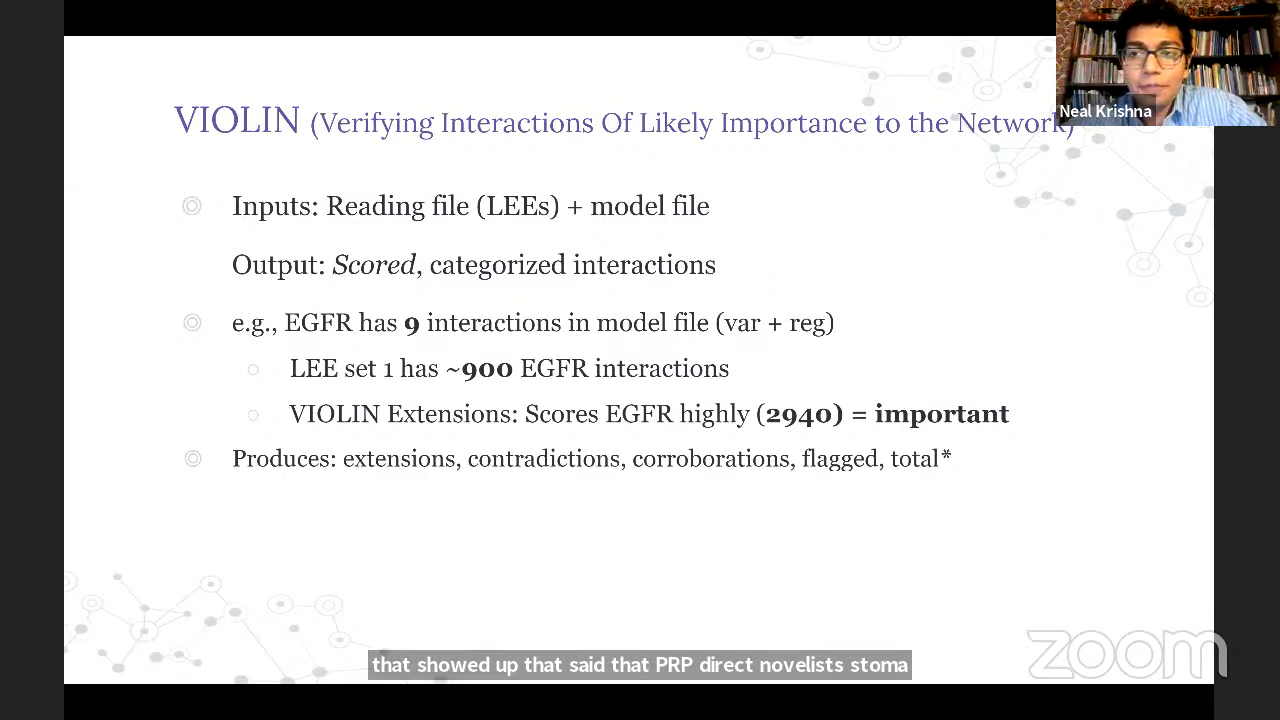 Neal Krishna
VIOLIN (Verifying Interactions Of Likely Importance to the Network)
Inputs: Reading file (LEEs) + model file
Output: Scored, categorized interactions
e.g., EGFR has 9 interactions in model file (var + reg)
LEE set 1 has ~900 EGFR interactions
VIOLIN Extensions: Scores EGFR highly (2940) = important
Produces: extensions, contradictions, corroborations, flagged, total*
that showed up that said that PRP direct novelists stoma
zoom